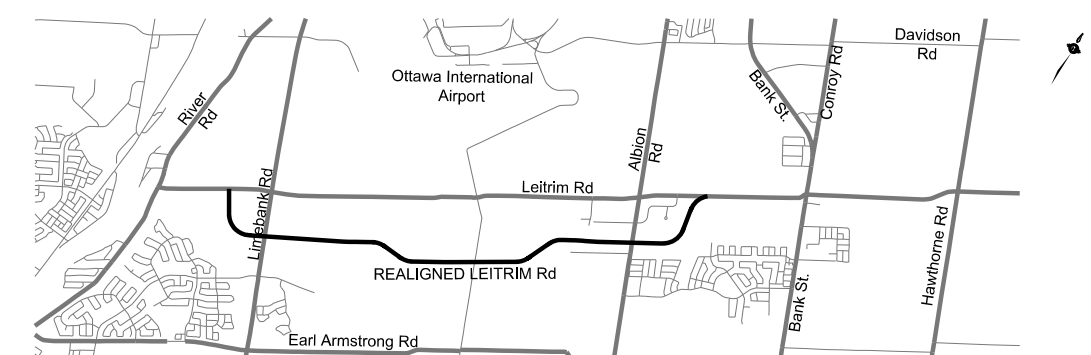 Davidson
Rd
Ottawa International
Airport
Bank St.
Conroy Rd
River
Rd
Albion
Rd
Limebank Rd
Leitrim Rd
Hawthorne Rd
REALIGNED LEITRIM Rd
Bank St.
Earl Armstrong Rd